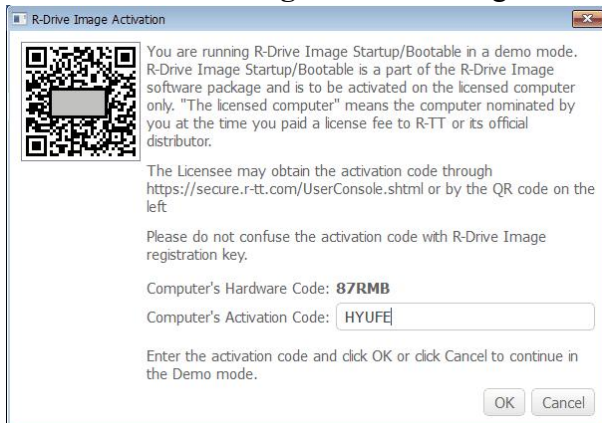 R-Drive Image Activation
You are running R-Drive Image Startup/Bootable in a demo mode.
R-Drive Image Startup/Bootable is a part of the R-Drive Image
software package and is to be activated on the licensed computer
only. "The licensed computer" means the computer nominated by
you at the time you paid a license fee to R-TT or its official
distributor.
The Licensee may obtain the activation code through
https://secure.r-tt.com/UserConsole.shtml or by the QR code on the
left
Please do not confuse the activation code with R-Drive Image
registration key.
Computer's Hardware Code: 87RMB
Computer's Activation Code: HYUFE
Enter the activation code and click OK or click Cancel to continue in
the Demo mode.
OK Cancel